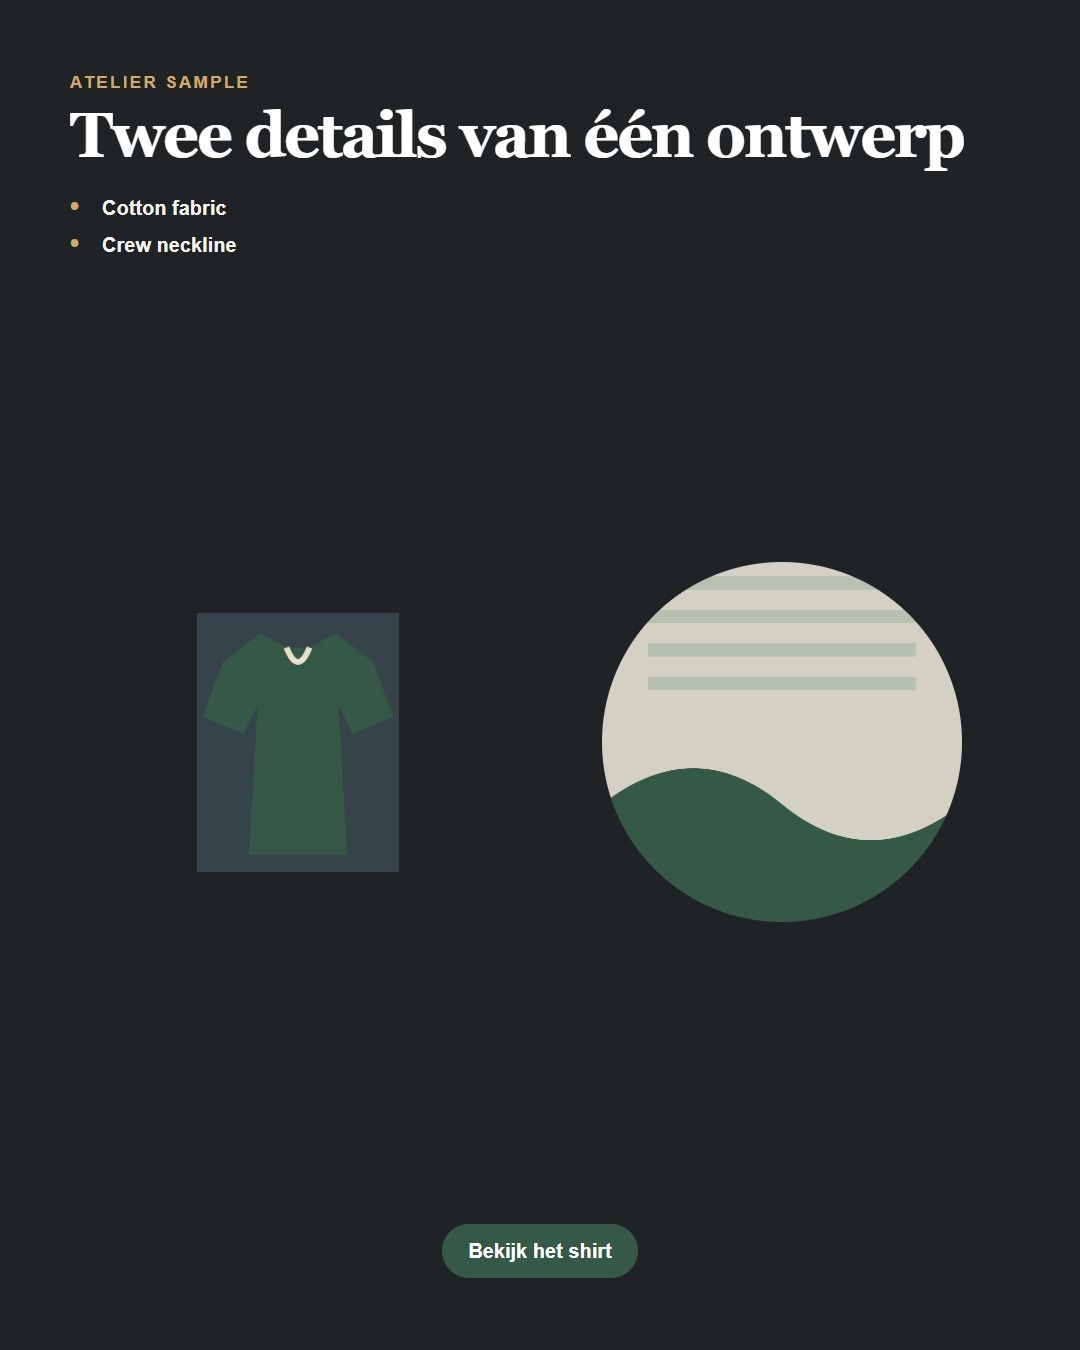 ATELIER SAMPLE
Twee details van één ontwerp
• Cotton fabric
• Crew neckline
Bekijk het shirt